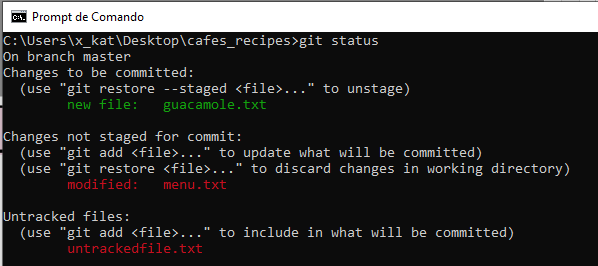 Prompt de Comando
C:\Users\x_kat\Desktop\cafes_recipes>git status
On branch master
Changes to be committed:
  (use "git restore --staged <file>..." to unstage)
        new file:   guacamole.txt

Changes not staged for commit:
  (use "git add <file>..." to update what will be committed)
  (use "git restore <file>..." to discard changes in working directory)
        modified:   menu.txt

Untracked files:
  (use "git add <file>..." to include in what will be committed)
        untrackedfile.txt